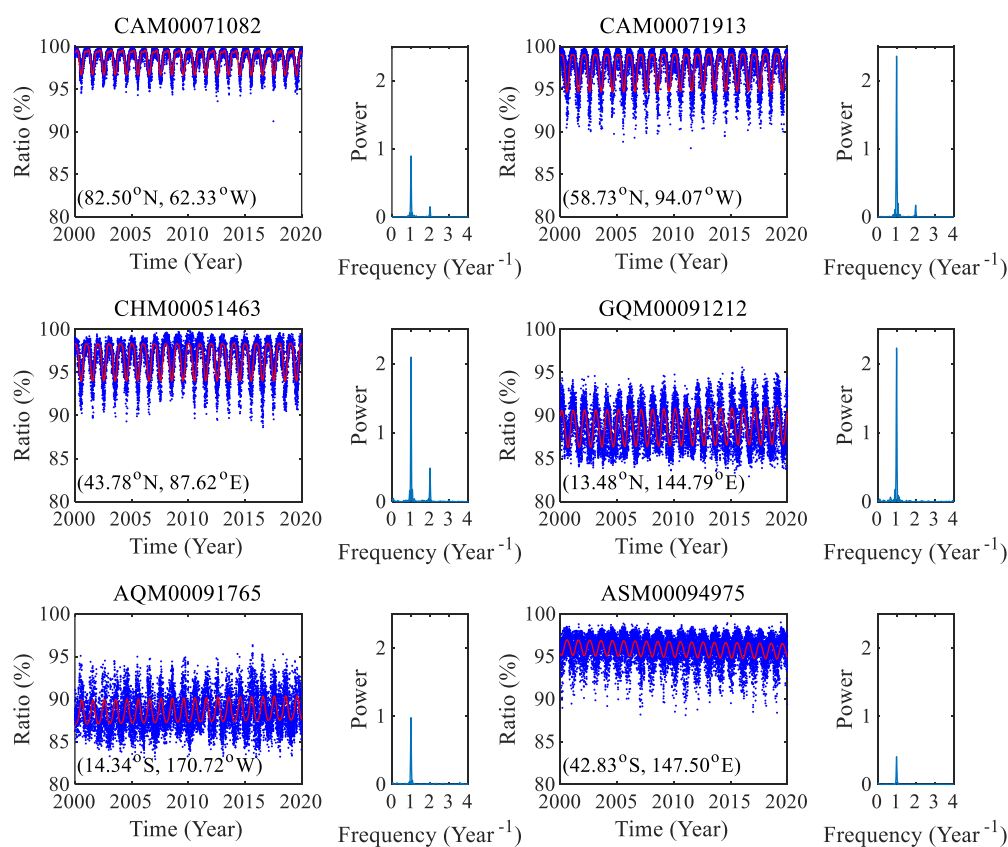 CAM00071082
100
95
90
85
80
Ratio (%)
(82.50°N, 62.33°W)
2000 2005 2010 2015 2020
Time (Year)
2
1
0
Power
0 1 2 3 4
Frequency (Year⁻¹)
CAM00071913
100
95
90
85
80
Ratio (%)
(58.73°N, 94.07°W)
2000 2005 2010 2015 2020
Time (Year)
2
1
0
Power
0 1 2 3 4
Frequency (Year⁻¹)
CHM00051463
100
95
90
85
80
Ratio (%)
(43.78°N, 87.62°E)
2000 2005 2010 2015 2020
Time (Year)
2
1
0
Power
0 1 2 3 4
Frequency (Year⁻¹)
GQM00091212
100
95
90
85
80
Ratio (%)
(13.48°N, 144.79°E)
2000 2005 2010 2015 2020
Time (Year)
2
1
0
Power
0 1 2 3 4
Frequency (Year⁻¹)
AQM00091765
100
95
90
85
80
Ratio (%)
(14.34°S, 170.72°W)
2000 2005 2010 2015 2020
Time (Year)
2
1
0
Power
0 1 2 3 4
Frequency (Year⁻¹)
ASM00094975
100
95
90
85
80
Ratio (%)
(42.83°S, 147.50°E)
2000 2005 2010 2015 2020
Time (Year)
2
1
0
Power
0 1 2 3 4
Frequency (Year⁻¹)